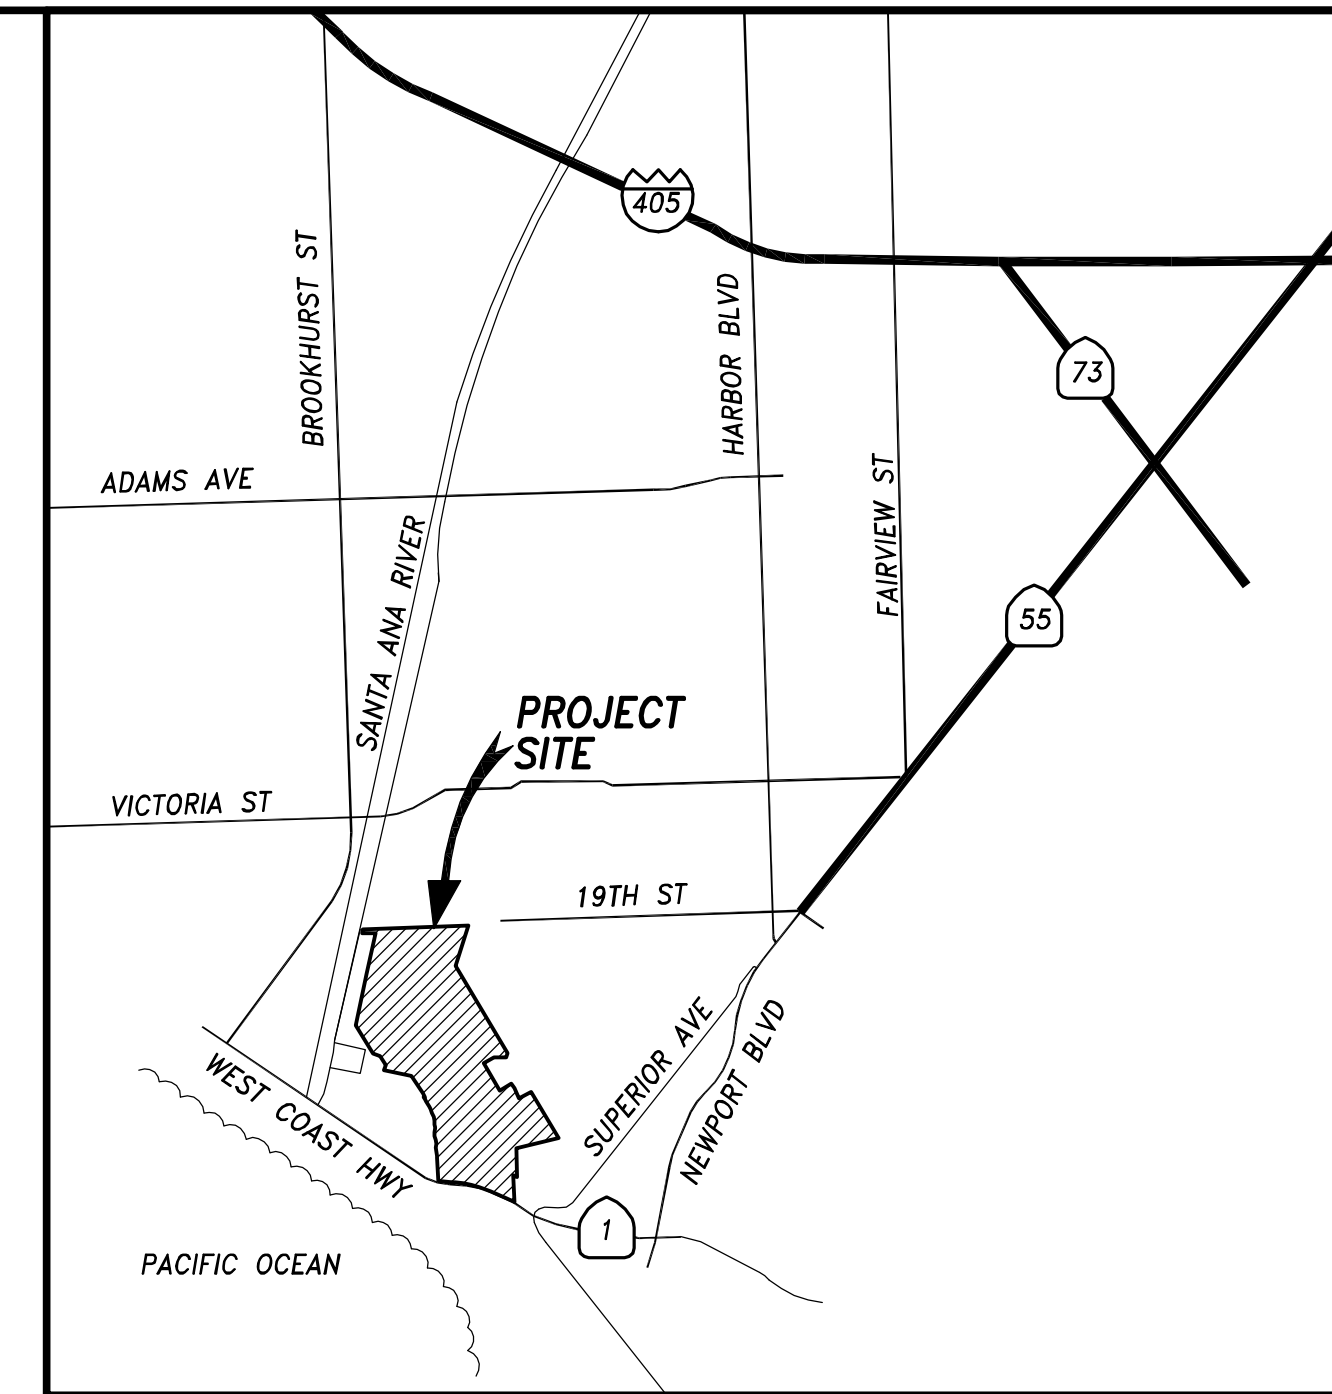 405
BROOKHURST ST
HARBOR BLVD
73
ADAMS AVE
FAIRVIEW ST
SANTA ANA RIVER
55
PROJECT
SITE
VICTORIA ST
19TH ST
SUPERIOR AVE
NEWPORT BLVD
WEST COAST HWY
1
PACIFIC OCEAN